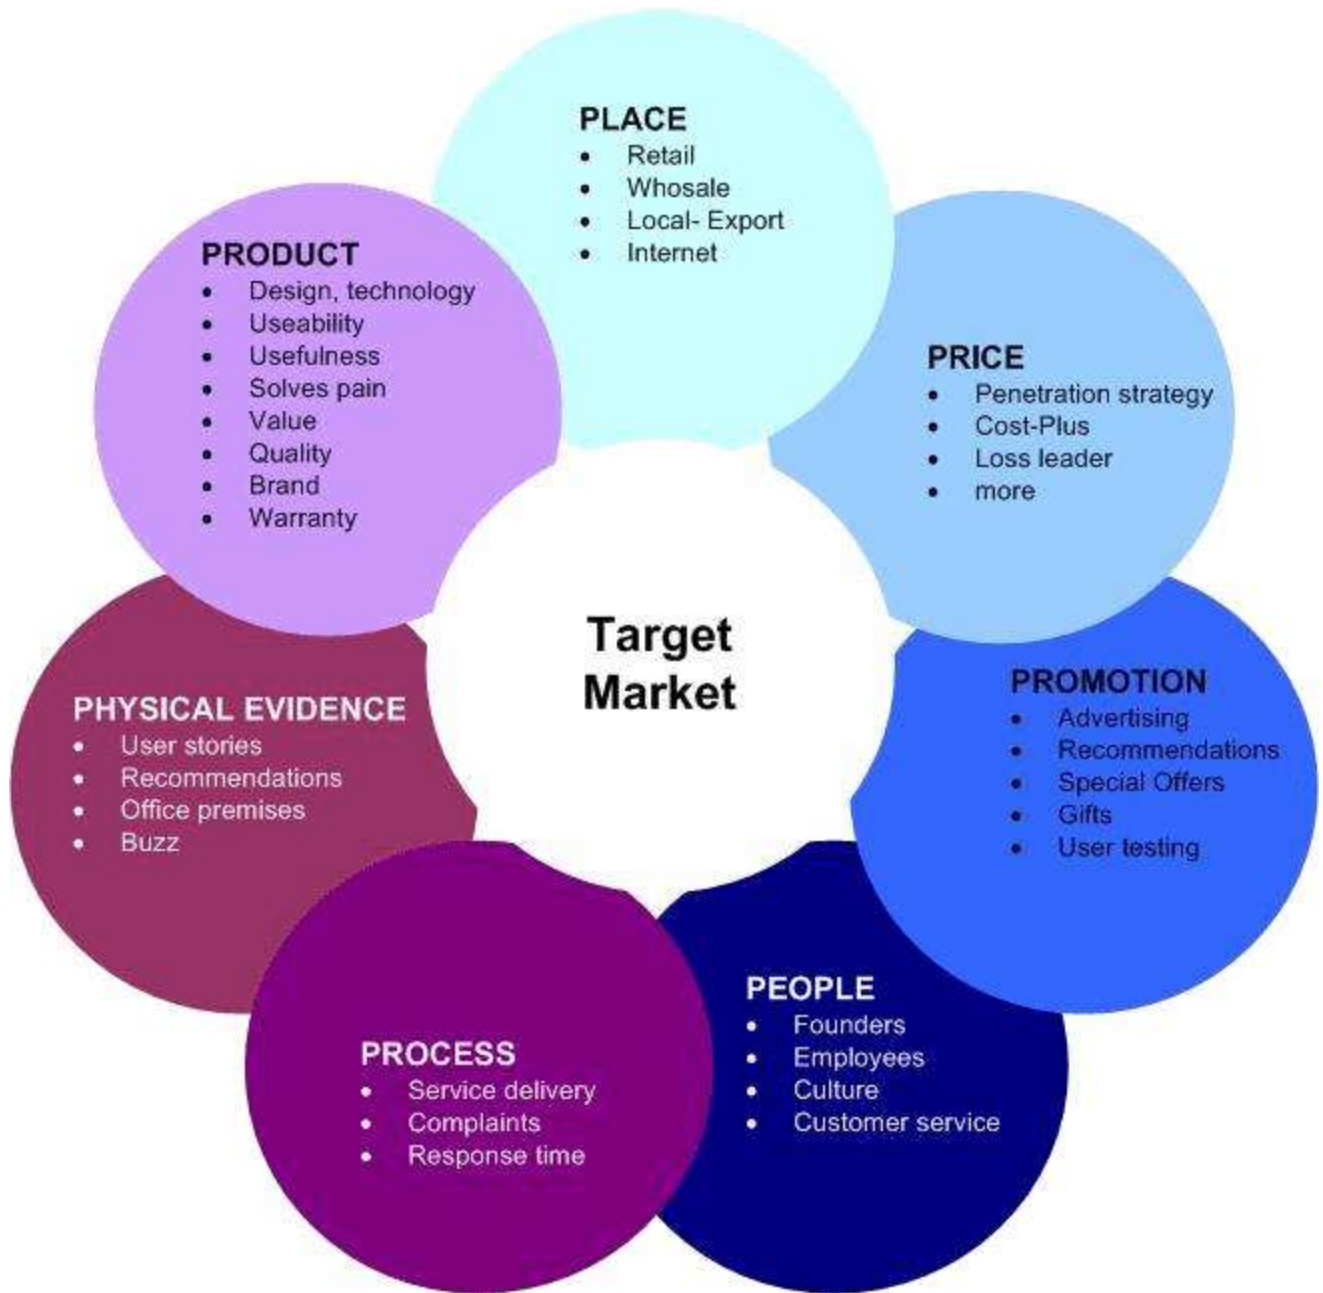 PLACE
• Retail
• Whosale
• Local- Export
• Internet
PRODUCT
• Design, technology
• Useability
• Usefulness
• Solves pain
• Value
• Quality
• Brand
• Warranty
PRICE
• Penetration strategy
• Cost-Plus
• Loss leader
• more
Target
Market
PHYSICAL EVIDENCE
• User stories
• Recommendations
• Office premises
• Buzz
PROMOTION
• Advertising
• Recommendations
• Special Offers
• Gifts
• User testing
PROCESS
• Service delivery
• Complaints
• Response time
PEOPLE
• Founders
• Employees
• Culture
• Customer service